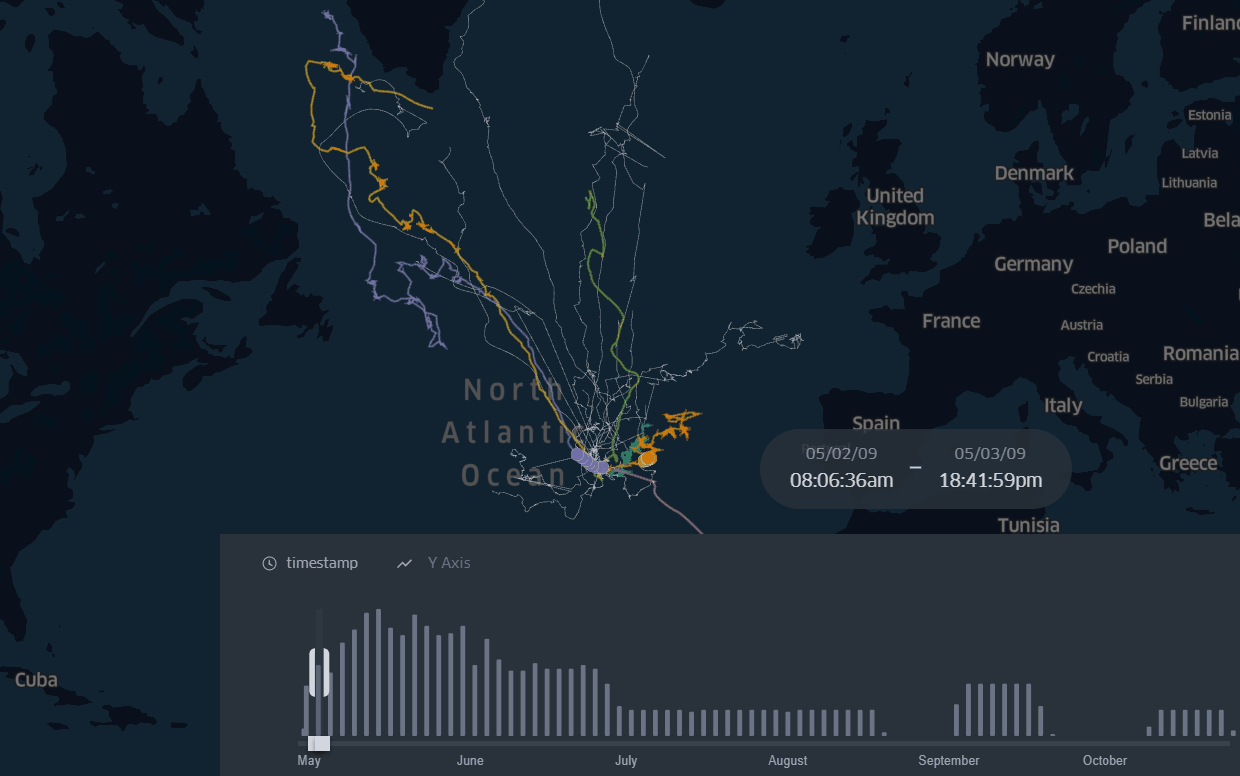 Finland
Norway
Estonia
Latvia
Denmark
Lithuania
United
Kingdom
Bela
Poland
Germany
Czechia
France
Austria
Croatia
Romania
Serbia
North
Bulgaria
Italy
Spain
Atlantic
Portugal
05/02/09
05/03/09
Greece
Ocean
08:06:36am
–
18:41:59pm
Tunisia
timestamp
Y Axis
Cuba
May
June
July
August
September
October